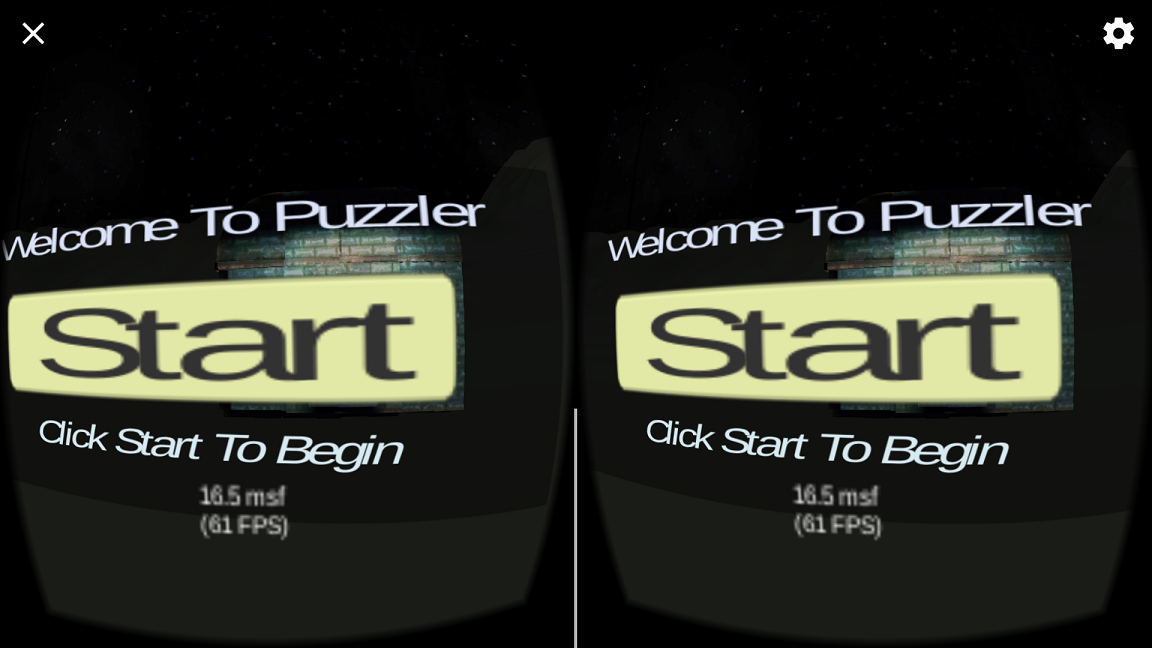 Welcome To Puzzler
Start
Click Start To Begin
16.5 msf
(61 FPS)
Welcome To Puzzler
Start
Click Start To Begin
16.5 msf
(61 FPS)